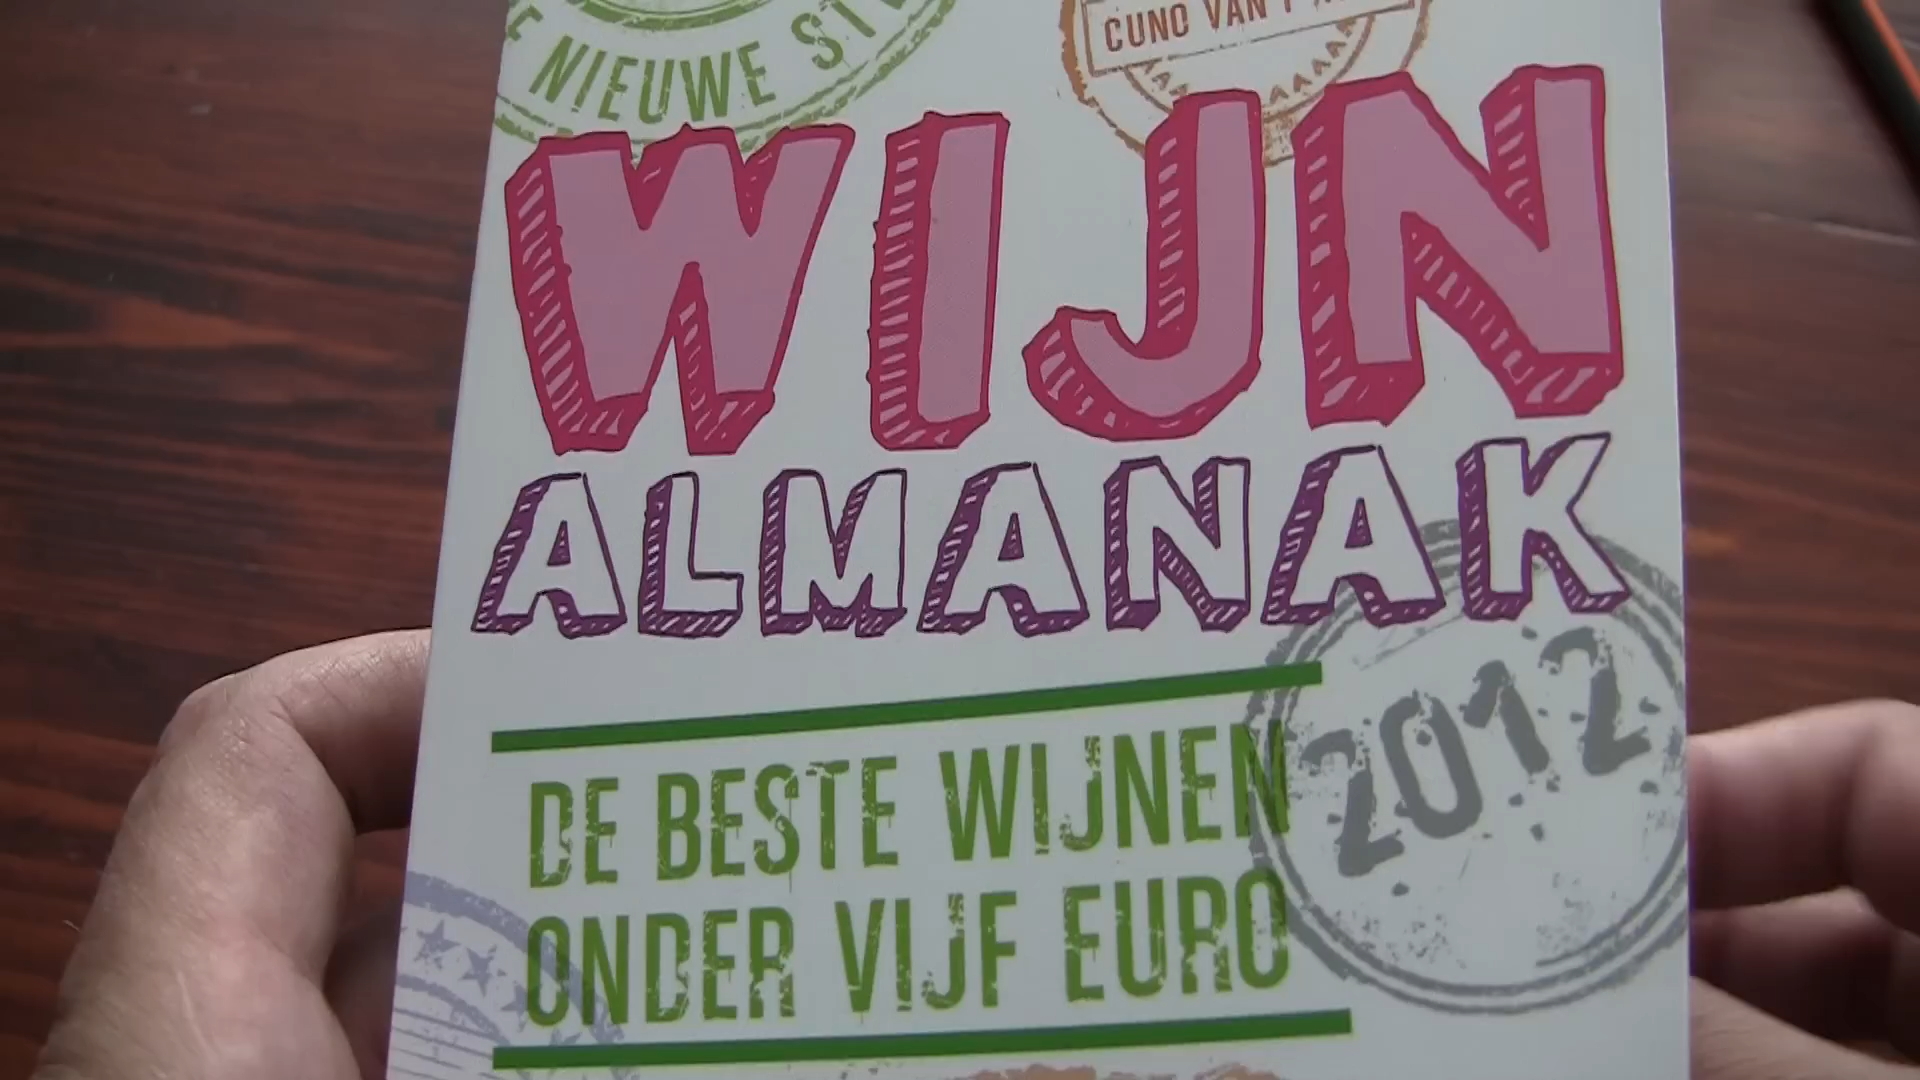 NIEUWE
CUNO VAN
WIJN
ALMANAK
2012
DE BESTE WIJNEN
ONDER VIJF EURO